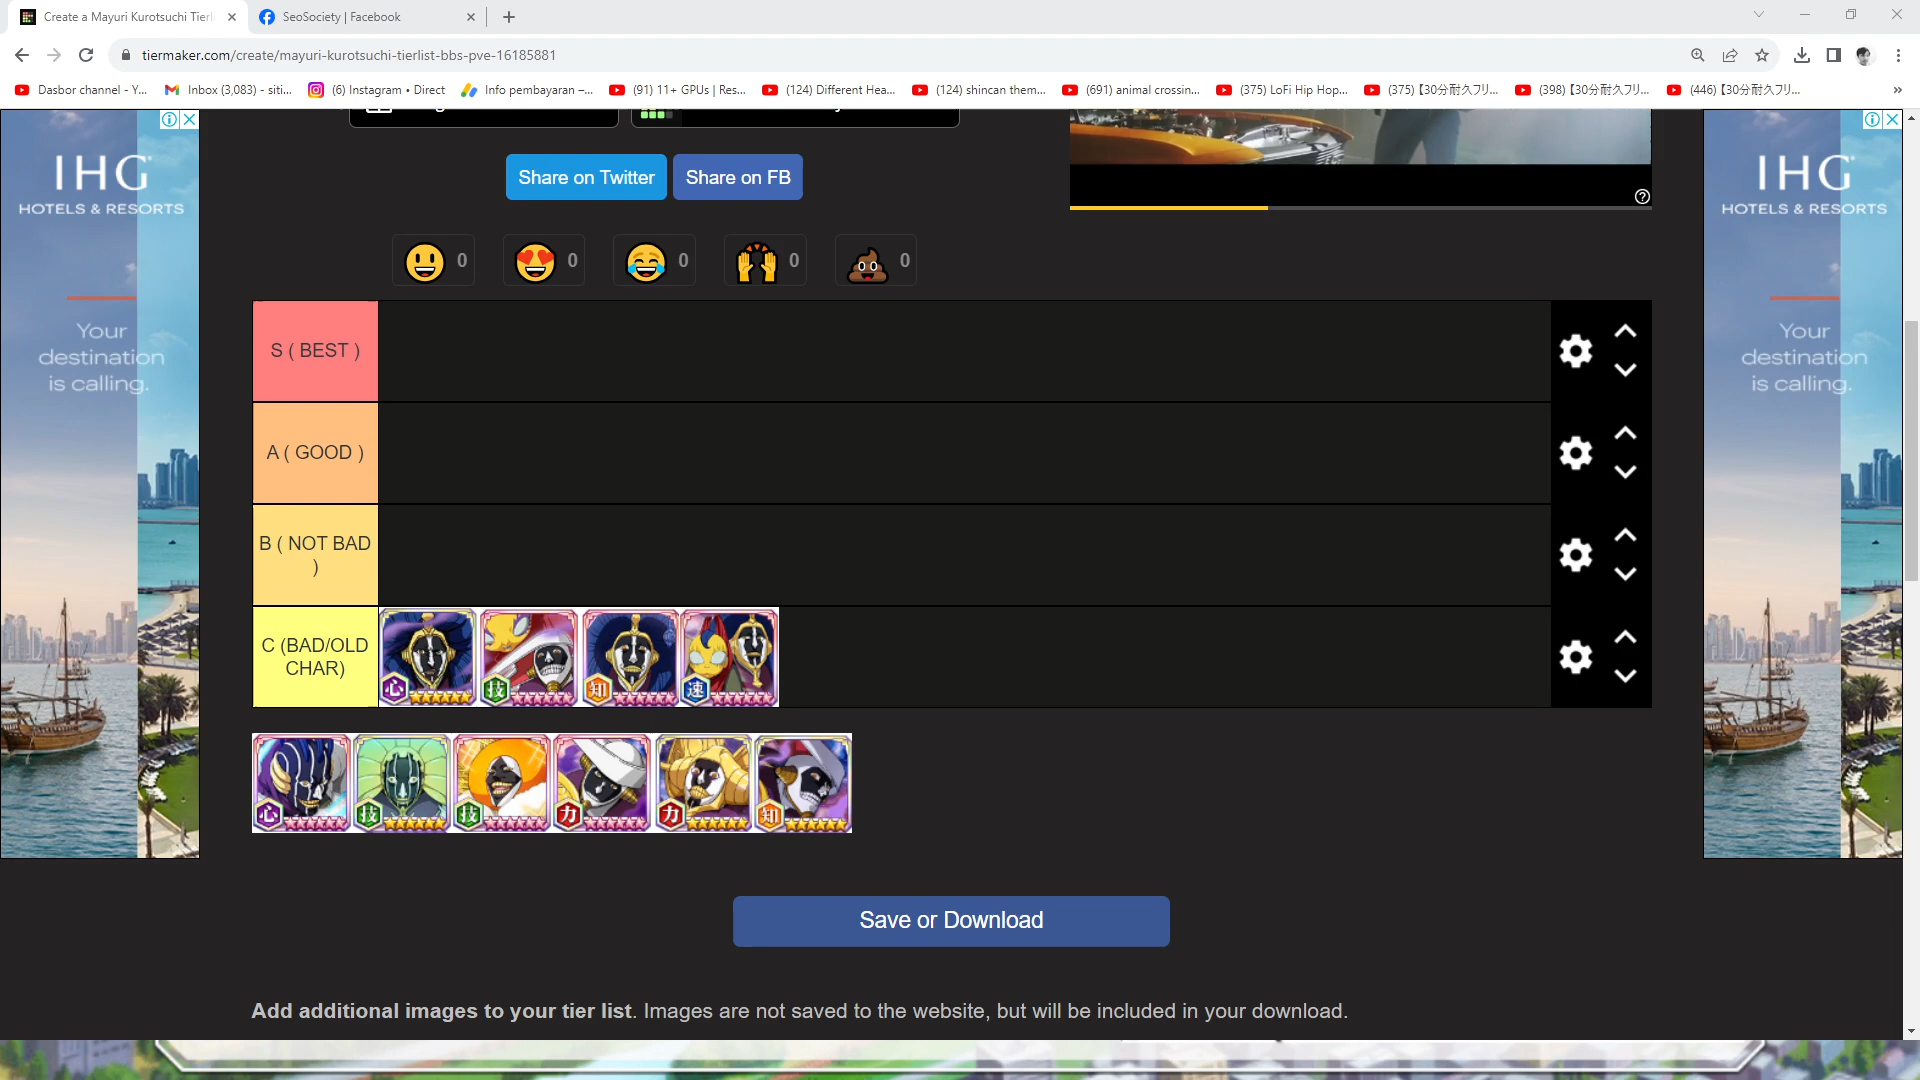 Create a Mayuri Kurotsuchi Tierl
SeoSociety | Facebook
tiermaker.com/create/mayuri-kurotsuchi-tierlist-bbs-pve-16185881
Dasbor channel - Y...
Inbox (3,083) - siti...
(6) Instagram • Direct
Info pembayaran –...
(91) 11+ GPUs | Res...
(124) Different Hea...
(124) shincan them...
(691) animal crossin...
(375) LoFi Hip Hop...
(375) 【30分耐久フリ...
(398) 【30分耐久フリ...
(446) 【30分耐久フリ...
IHG
HOTELS & RESORTS
Your
destination
is calling.
Share on Twitter
Share on FB
0
0
0
0
0
S ( BEST )
A ( GOOD )
B ( NOT BAD
)
C (BAD/OLD
CHAR)
心
技
知
速
心
技
技
力
力
知
Save or Download
Add additional images to your tier list. Images are not saved to the website, but will be included in your download.
IHG
HOTELS & RESORTS
Your
destination
is calling.